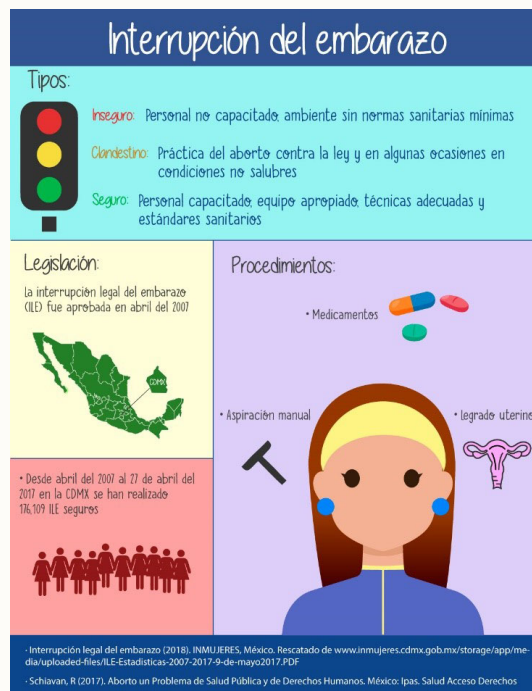 Interrupción del embarazo
Tipos:
Inseguro: Personal no capacitado, ambiente sin normas sanitarias mínimas
Clandestino: Práctica del aborto contra la ley y en algunas ocasiones en
condiciones no salubres
Seguro: Personal capacitado, equipo apropiado, técnicas adecuadas y
estándares sanitarios
Legislación:
La interrupción legal del embarazo
(ILE) fue aprobada en abril del 2007
CDMX
• Desde abril del 2007 al 27 de abril del
2017 en la CDMX se han realizado
176,109 ILE seguros
Procedimientos:
• Medicamentos
• Aspiración manual
• Legrado uterino
· Interrupción legal del embarazo (2018). INMUJERES, México. Rescatado de www.inmujeres.cdmx.gob.mx/storage/app/me-
dia/uploaded-files/ILE-Estadisticas-2007-2017-9-de-mayo2017.PDF
· Schiavan, R (2017). Aborto un Problema de Salud Pública y de Derechos Humanos. México: Ipas. Salud Acceso Derechos